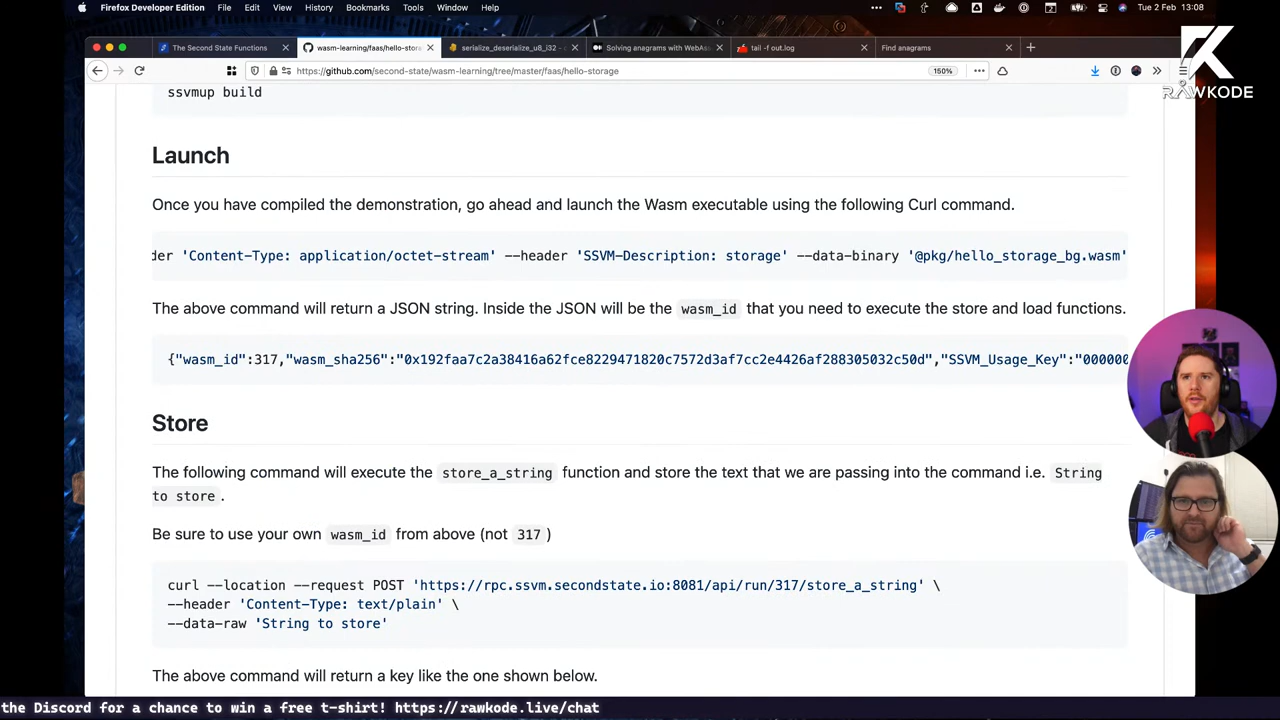 Firefox Developer Edition File Edit View History Bookmarks Tools Window Help
Tue 2 Feb 13:08
The Second State Functions
wasm-learning/faas/hello-stora
serialize_deserialize_u8_i32 -
Solving anagrams with WebAss
tail -f out.log
Find anagrams
https://github.com/second-state/wasm-learning/tree/master/faas/hello-storage
150%
RAWKODE
ssvmup build
Launch
Once you have compiled the demonstration, go ahead and launch the Wasm executable using the following Curl command.
der 'Content-Type: application/octet-stream' --header 'SSVM-Description: storage' --data-binary '@pkg/hello_storage_bg.wasm'
The above command will return a JSON string. Inside the JSON will be the wasm_id that you need to execute the store and load functions.
{"wasm_id":317,"wasm_sha256":"0x192faa7c2a38416a62fce8229471820c7572d3af7cc2e4426af288305032c50d","SSVM_Usage_Key":"000000
Store
The following command will execute the store_a_string function and store the text that we are passing into the command i.e. String
to store.
Be sure to use your own wasm_id from above (not 317)
curl --location --request POST 'https://rpc.ssvm.secondstate.io:8081/api/run/317/store_a_string' \
--header 'Content-Type: text/plain' \
--data-raw 'String to store'
The above command will return a key like the one shown below.
the Discord for a chance to win a free t-shirt! https://rawkode.live/chat